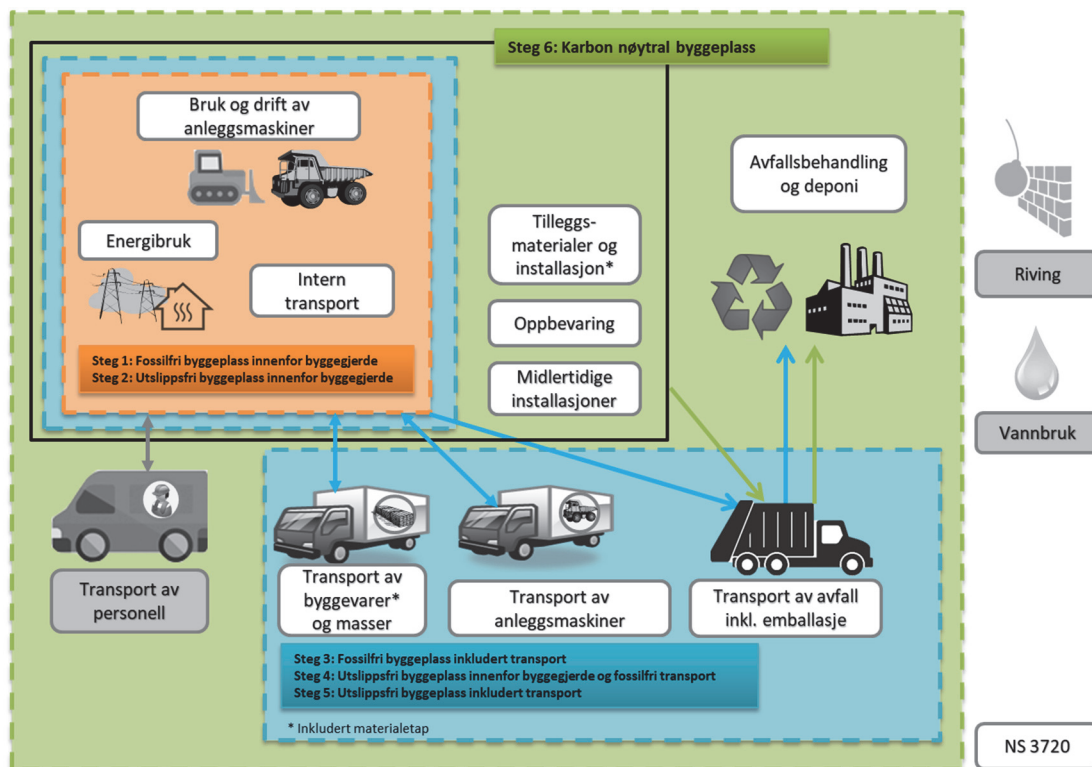 Steg 6: Karbon nøytral byggeplass
Bruk og drift av
anleggsmaskiner
Energibruk
Intern
transport
Steg 1: Fossilfri byggeplass innenfor byggegjerde
Steg 2: Utslippsfri byggeplass innenfor byggegjerde
Tilleggs-
materialer og
installasjon*
Oppbevaring
Midlertidige
installasjoner
Avfallsbehandling
og deponi
Riving
Vannbruk
Transport av
personell
Transport av
byggevarer*
og masser
Transport av
anleggsmaskiner
Transport av avfall
inkl. emballasje
Steg 3: Fossilfri byggeplass inkludert transport
Steg 4: Utslippsfri byggeplass innenfor byggegjerde og fossilfri transport
Steg 5: Utslippsfri byggeplass inkludert transport
* Inkludert materialetap
NS 3720